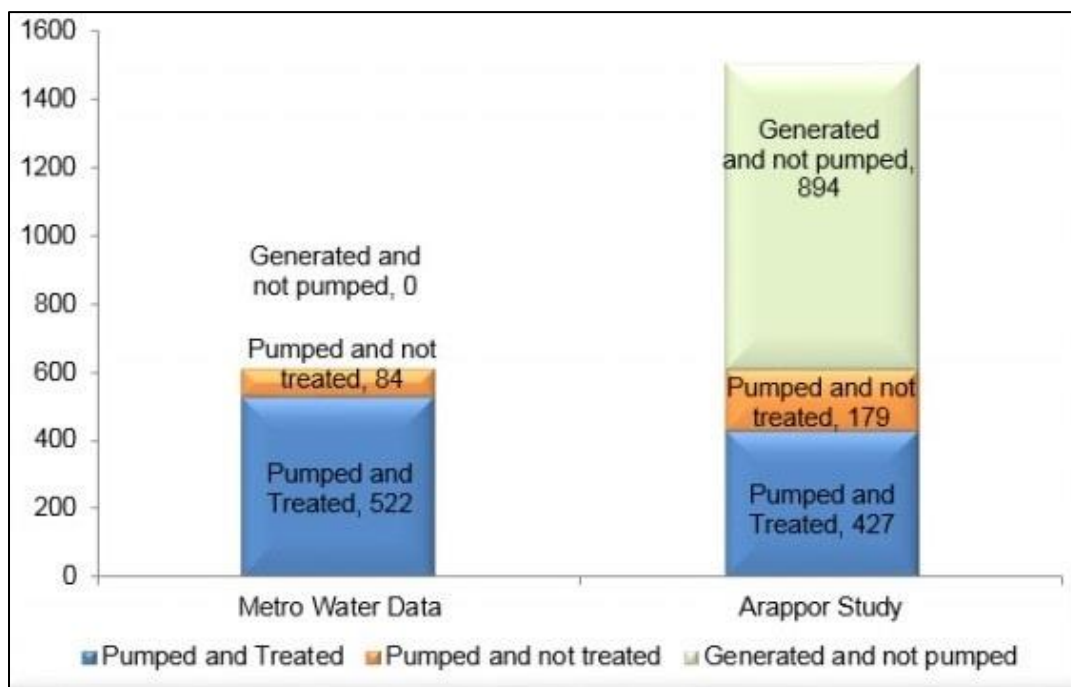 1600
1400
1200
1000
800
600
400
200
0
Generated and
not pumped, 0
Pumped and not
treated, 84
Pumped and
Treated, 522
Generated
and not pumped,
894
Pumped and not
treated, 179
Pumped and
Treated, 427
Metro Water Data
Arappor Study
Pumped and Treated
Pumped and not treated
Generated and not pumped